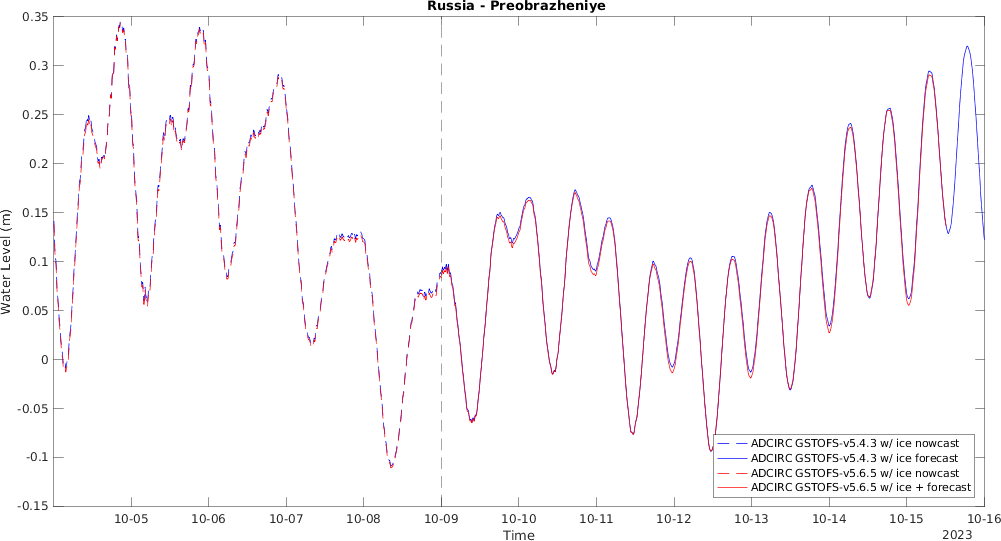 Russia - Preobrazheniye
0.35
0.3
0.25
0.2
0.15
0.1
0.05
0
-0.05
-0.1
-0.15
Water Level (m)
ADCIRC GSTOFS-v5.4.3 w/ ice nowcast
ADCIRC GSTOFS-v5.4.3 w/ ice forecast
ADCIRC GSTOFS-v5.6.5 w/ ice nowcast
ADCIRC GSTOFS-v5.6.5 w/ ice + forecast
10-05 10-06 10-07 10-08 10-09 10-10 10-11 10-12 10-13 10-14 10-15 10-16
Time
2023